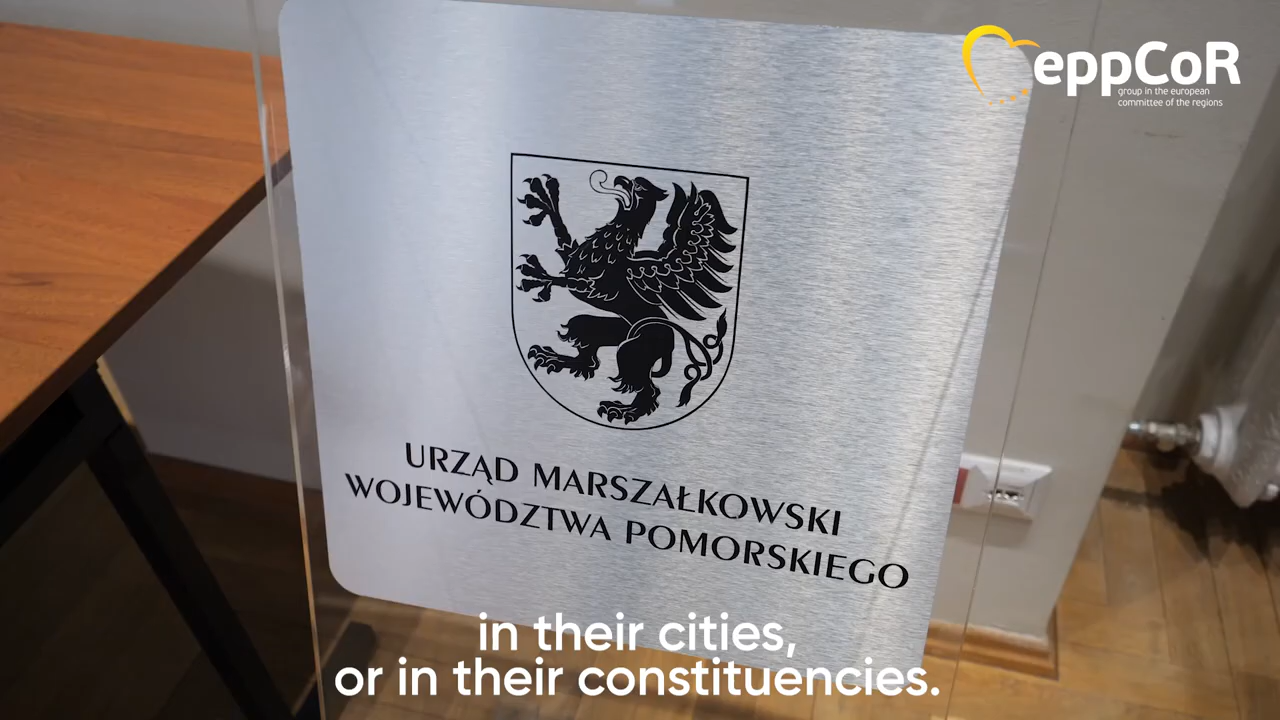 eppCoR
group in the european
committee of the regions
URZĄD MARSZAŁKOWSKI
WOJEWÓDZTWA POMORSKIEGO
in their cities,
or in their constituencies.